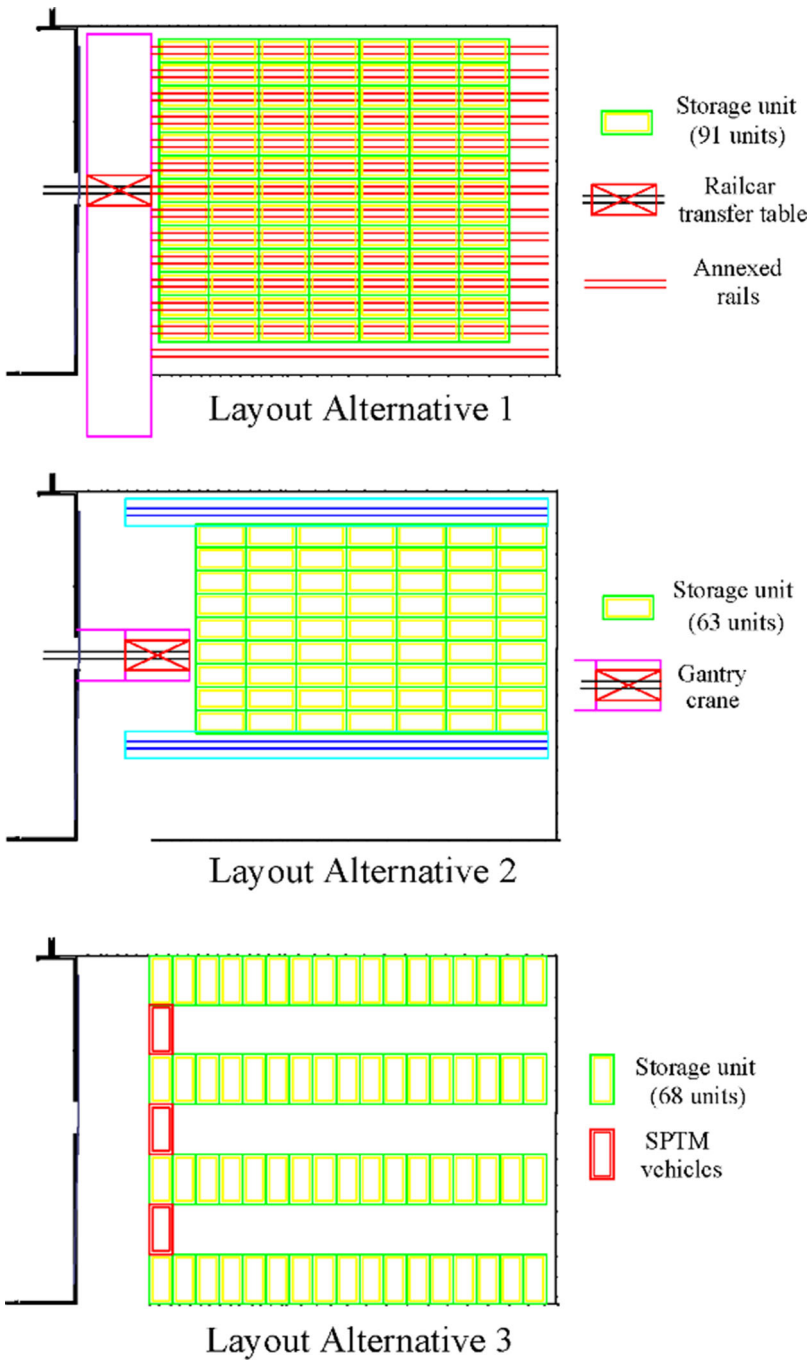 Storage unit
(91 units)
Railcar
transfer table
Annexed
rails
Layout Alternative 1
Storage unit
(63 units)
Gantry
crane
Layout Alternative 2
Storage unit
(68 units)
SPTM
vehicles
Layout Alternative 3